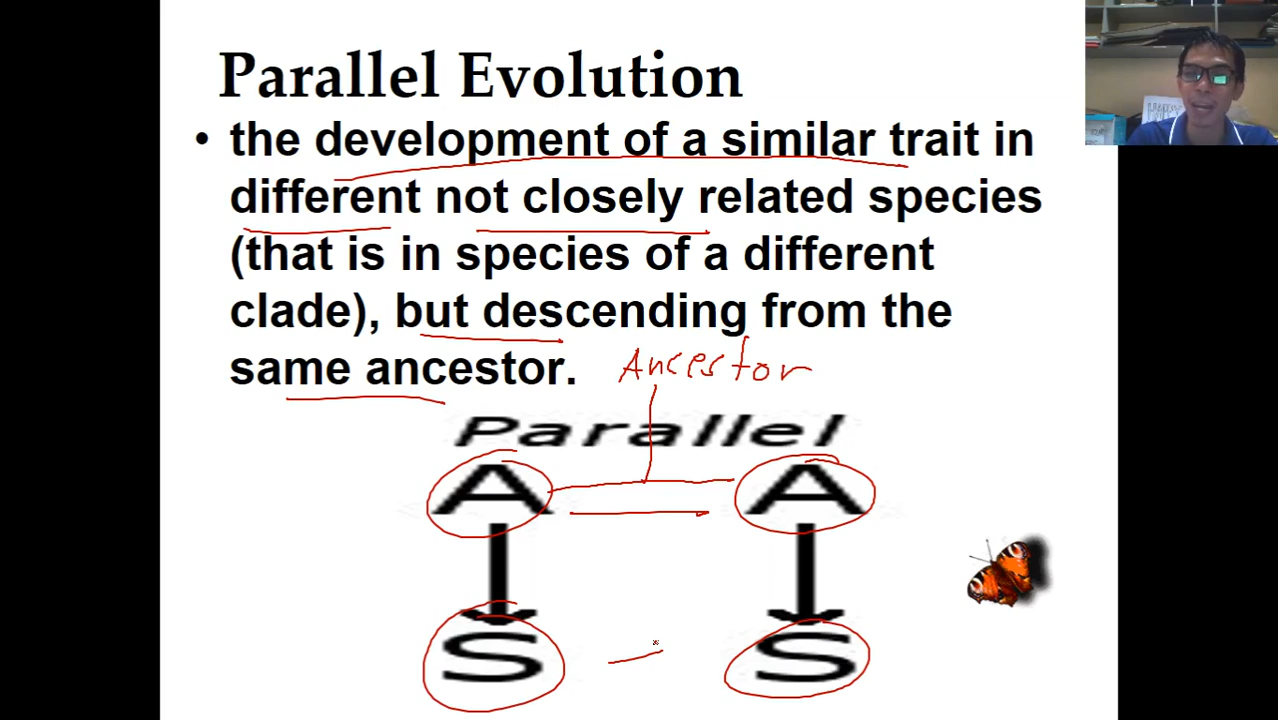 Parallel Evolution
• the development of a similar trait in
different not closely related species
(that is in species of a different
clade), but descending from the
same ancestor.
Ancestor
Parallel
A A
S S